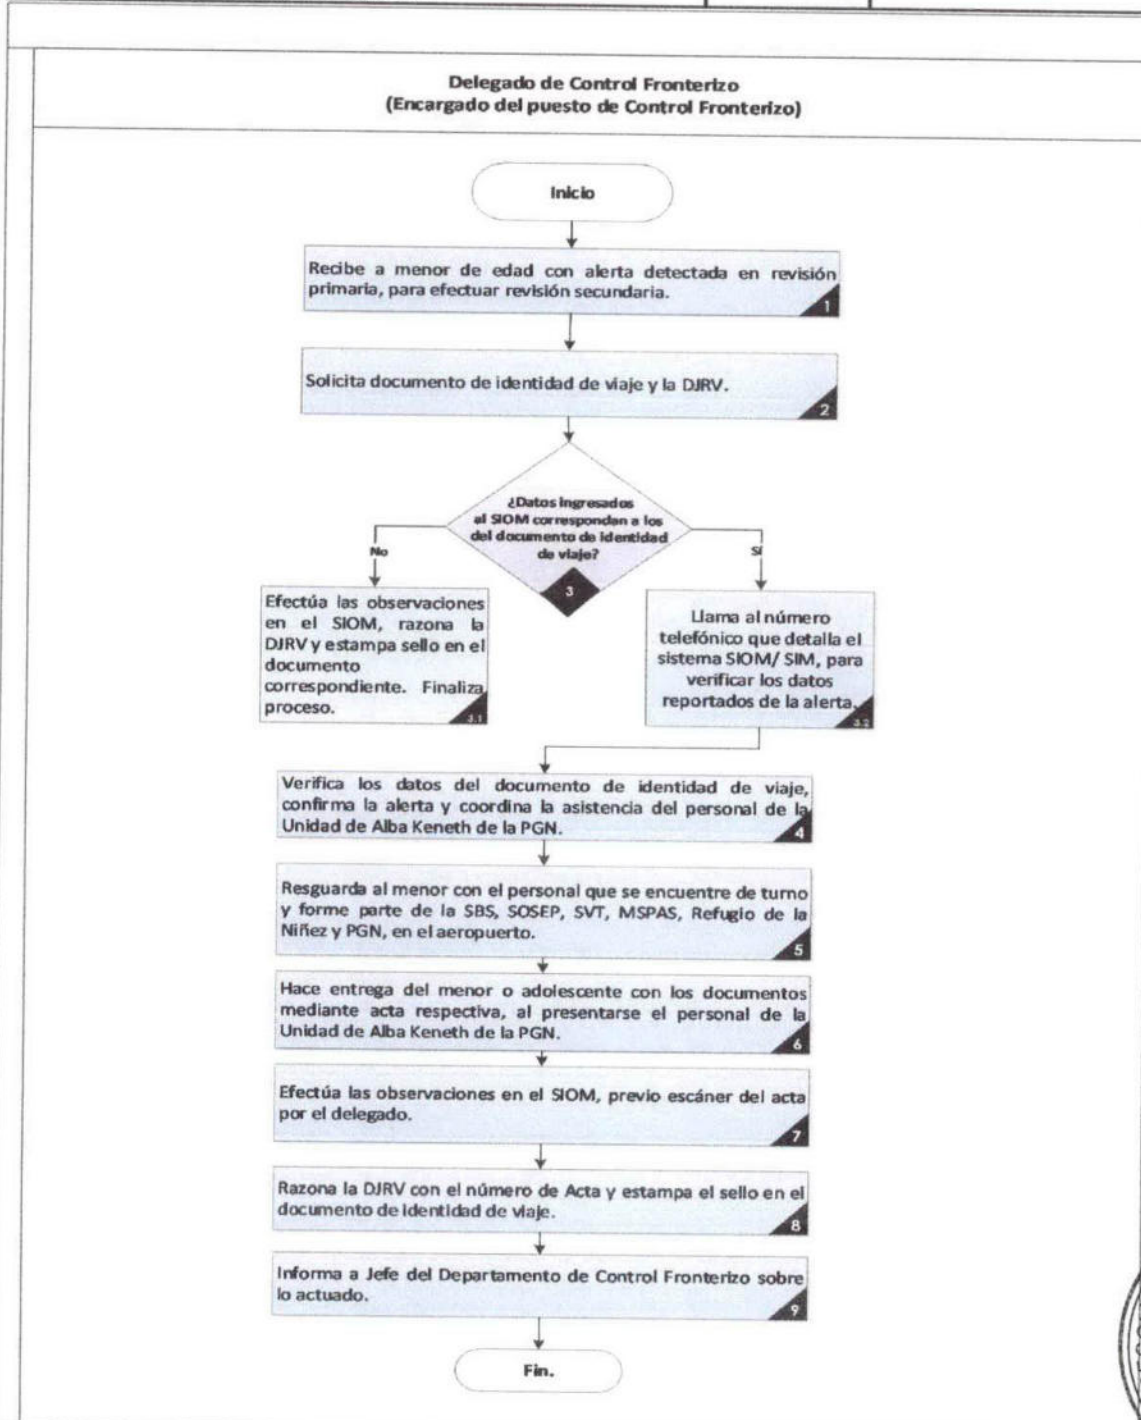 Delegado de Control Fronterizo
(Encargado del puesto de Control Fronterizo)
Inicio
Recibe a menor de edad con alerta detectada en revisión
primaria, para efectuar revisión secundaria.
1
Solicita documento de identidad de viaje y la DJRV.
2
¿Datos ingresados
al SIOM correspondan a los
del documento de identidad
de viaje?
3
No
Sí
Efectúa las observaciones
en el SIOM, razona la
DJRV y estampa sello en el
documento
correspondiente. Finaliza
proceso.
3.1
Llama al número
telefónico que detalla el
sistema SIOM/ SIM, para
verificar los datos
reportados de la alerta.
3.2
Verifica los datos del documento de identidad de viaje,
confirma la alerta y coordina la asistencia del personal de la
Unidad de Alba Keneth de la PGN.
4
Resguarda al menor con el personal que se encuentre de turno
y forme parte de la SBS, SOSEP, SVT, MSPAS, Refugio de la
Niñez y PGN, en el aeropuerto.
5
Hace entrega del menor o adolescente con los documentos
mediante acta respectiva, al presentarse el personal de la
Unidad de Alba Keneth de la PGN.
6
Efectúa las observaciones en el SIOM, previo escáner del acta
por el delegado.
7
Razona la DJRV con el número de Acta y estampa el sello en el
documento de identidad de viaje.
8
Informa a Jefe del Departamento de Control Fronterizo sobre
lo actuado.
9
Fin.